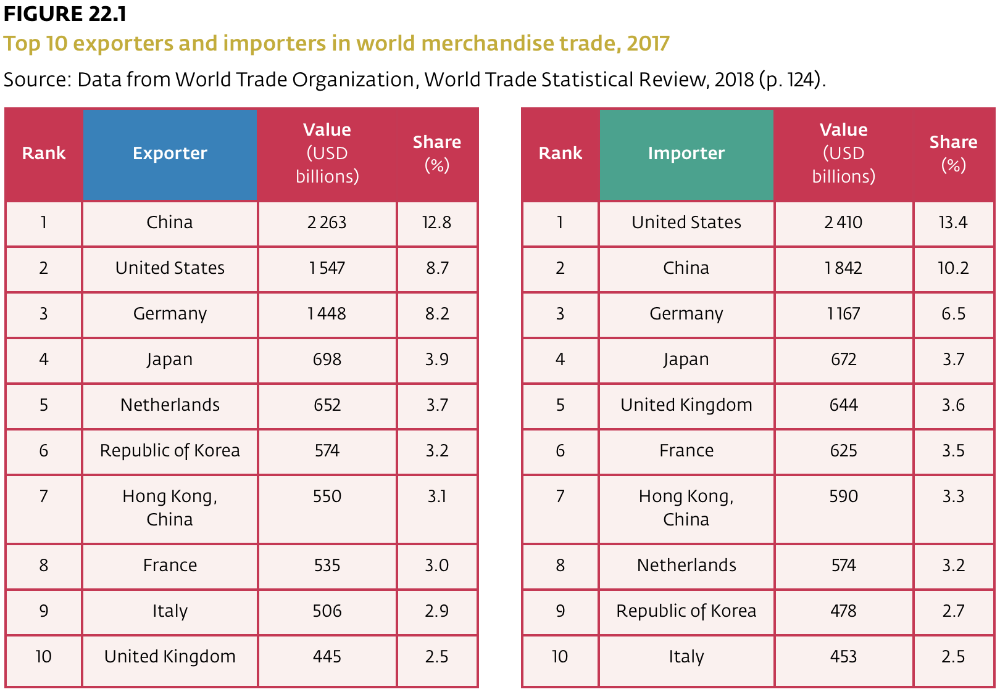 FIGURE 22.1
Top 10 exporters and importers in world merchandise trade, 2017
Source: Data from World Trade Organization, World Trade Statistical Review, 2018 (p. 124).
Rank Exporter Value (USD billions) Share (%)
1 China 2 263 12.8
2 United States 1 547 8.7
3 Germany 1 448 8.2
4 Japan 698 3.9
5 Netherlands 652 3.7
6 Republic of Korea 574 3.2
7 Hong Kong, China 550 3.1
8 France 535 3.0
9 Italy 506 2.9
10 United Kingdom 445 2.5
Rank Importer Value (USD billions) Share (%)
1 United States 2 410 13.4
2 China 1 842 10.2
3 Germany 1 167 6.5
4 Japan 672 3.7
5 United Kingdom 644 3.6
6 France 625 3.5
7 Hong Kong, China 590 3.3
8 Netherlands 574 3.2
9 Republic of Korea 478 2.7
10 Italy 453 2.5